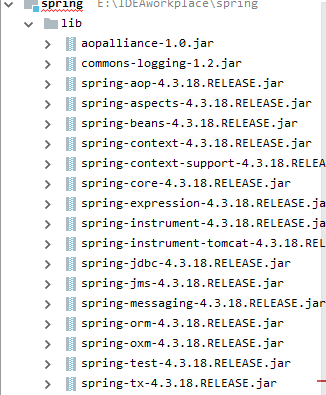 spring E:\IDEAworkplace\spring
lib
aopalliance-1.0.jar
commons-logging-1.2.jar
spring-aop-4.3.18.RELEASE.jar
spring-aspects-4.3.18.RELEASE.jar
spring-beans-4.3.18.RELEASE.jar
spring-context-4.3.18.RELEASE.jar
spring-context-support-4.3.18.RELEA
spring-core-4.3.18.RELEASE.jar
spring-expression-4.3.18.RELEASE.ja
spring-instrument-4.3.18.RELEASE.ja
spring-instrument-tomcat-4.3.18.REL
spring-jdbc-4.3.18.RELEASE.jar
spring-jms-4.3.18.RELEASE.jar
spring-messaging-4.3.18.RELEASE.jar
spring-orm-4.3.18.RELEASE.jar
spring-oxm-4.3.18.RELEASE.jar
spring-test-4.3.18.RELEASE.jar
spring-tx-4.3.18.RELEASE.jar